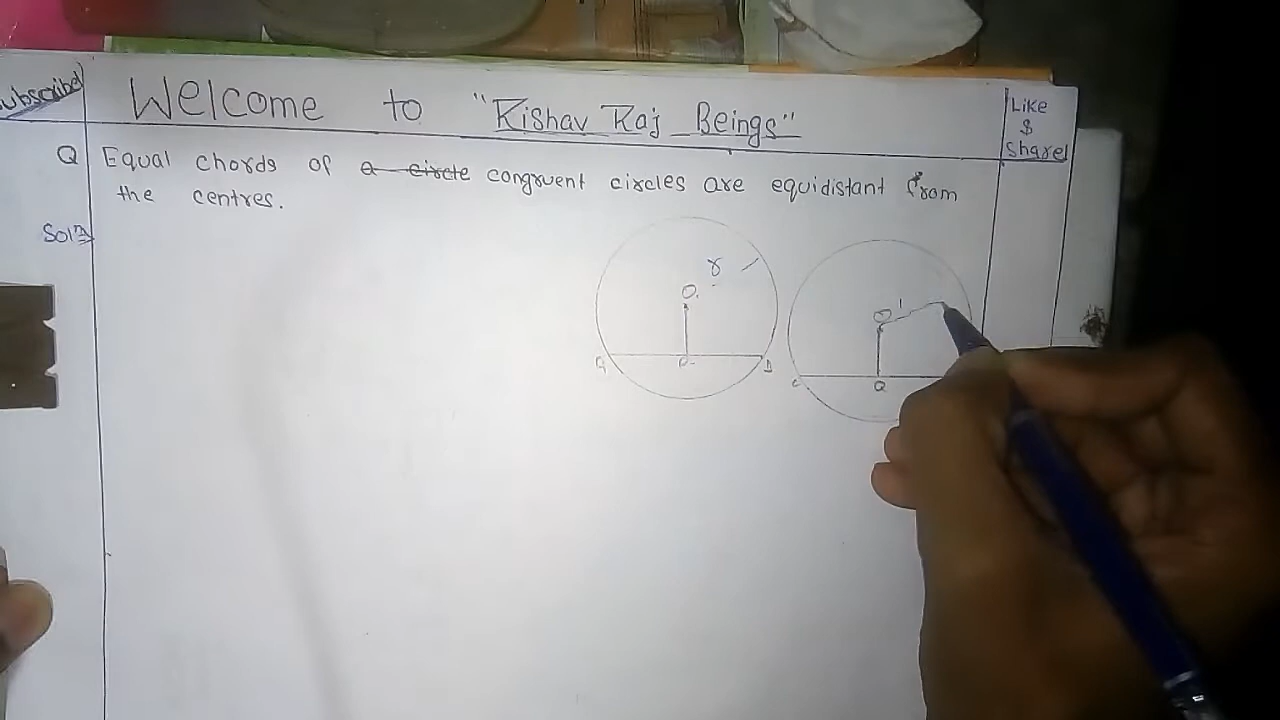 Subscribe
Welcome to "Rishav Raj Beings"
Like
&
Share
Q Equal chords of a circle congruent circles are equidistant from
the centres.
Soln
r
O
O'
P
Q
C